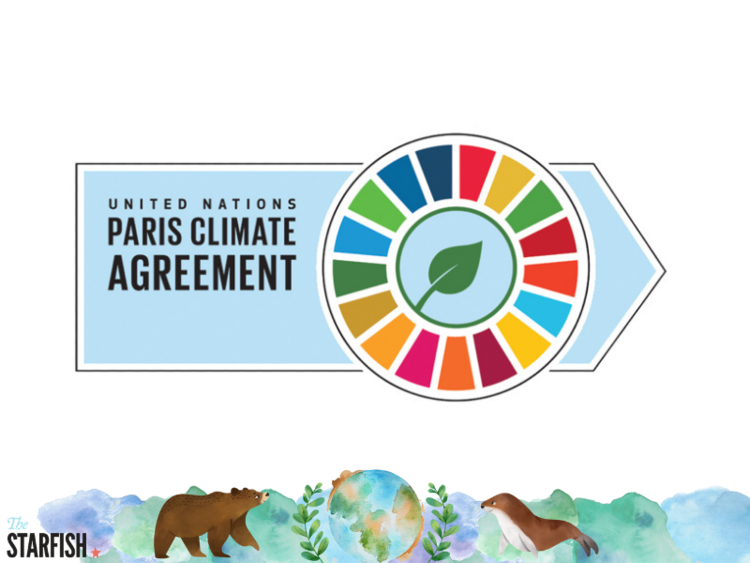 UNITED NATIONS
PARIS CLIMATE
AGREEMENT
The
STARFISH